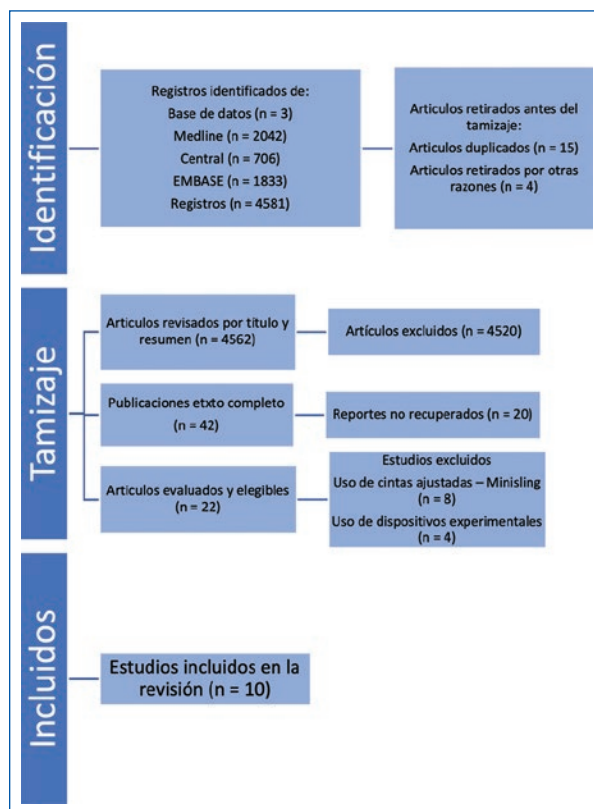 Identificación
Registros identificados de:
Base de datos (n = 3)
Medline (n = 2042)
Central (n = 706)
EMBASE (n = 1833)
Registros (n = 4581)
Articulos retirados antes del
tamizaje:
Articulos duplicados (n = 15)
Articulos retirados por otras
razones (n = 4)
Tamizaje
Articulos revisados por título y
resumen (n = 4562)
Artículos excluidos (n = 4520)
Publicaciones etxto completo
(n = 42)
Reportes no recuperados (n = 20)
Articulos evaluados y elegibles
(n = 22)
Estudios excluidos
Uso de cintas ajustadas – Minisling
(n = 8)
Uso de dispositivos experimentales
(n = 4)
Incluidos
Estudios incluidos en la
revisión (n = 10)